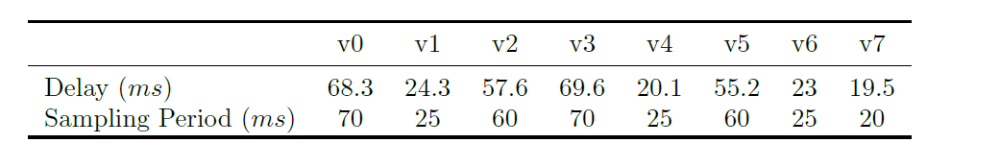 v0 v1 v2 v3 v4 v5 v6 v7
Delay (ms) 68.3 24.3 57.6 69.6 20.1 55.2 23 19.5
Sampling Period (ms) 70 25 60 70 25 60 25 20